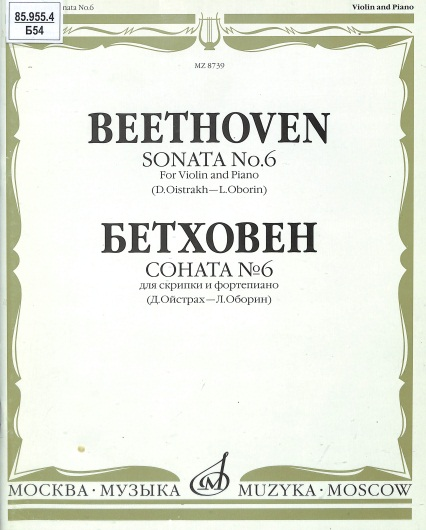 85.955.4
Б54
nata No.6
Violin and Piano
MZ 8739
BEETHOVEN
SONATA No.6
For Violin and Piano
(D.Oistrakh—L.Oborin)
БЕТХОВЕН
СОНАТА №6
для скрипки и фортепиано
(Д.Ойстрах—Л.Оборин)
МОСКВА · МУЗЫКА
MUZYKA · MOSCOW